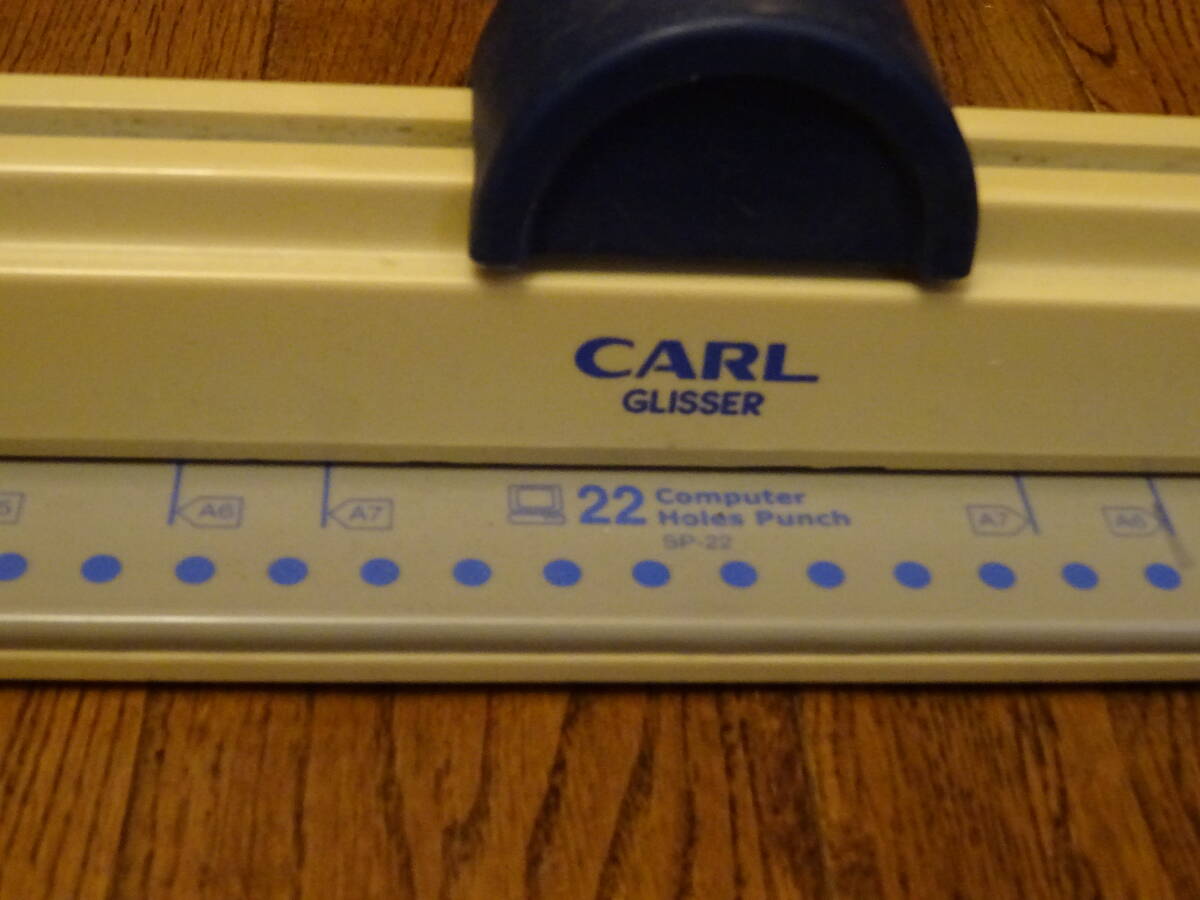 CARL
GLISSER
A6
A7
22 Computer
Holes Punch
SP-22
A7
A6